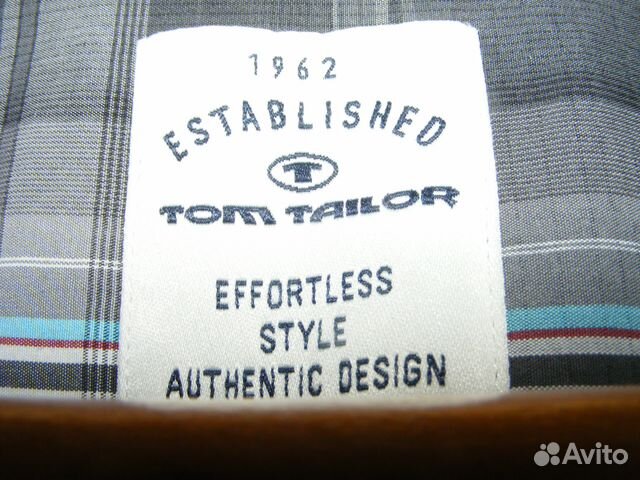 1962
ESTABLISHED
T
TOM TAILOR
EFFORTLESS
STYLE
AUTHENTIC DESIGN
Avito